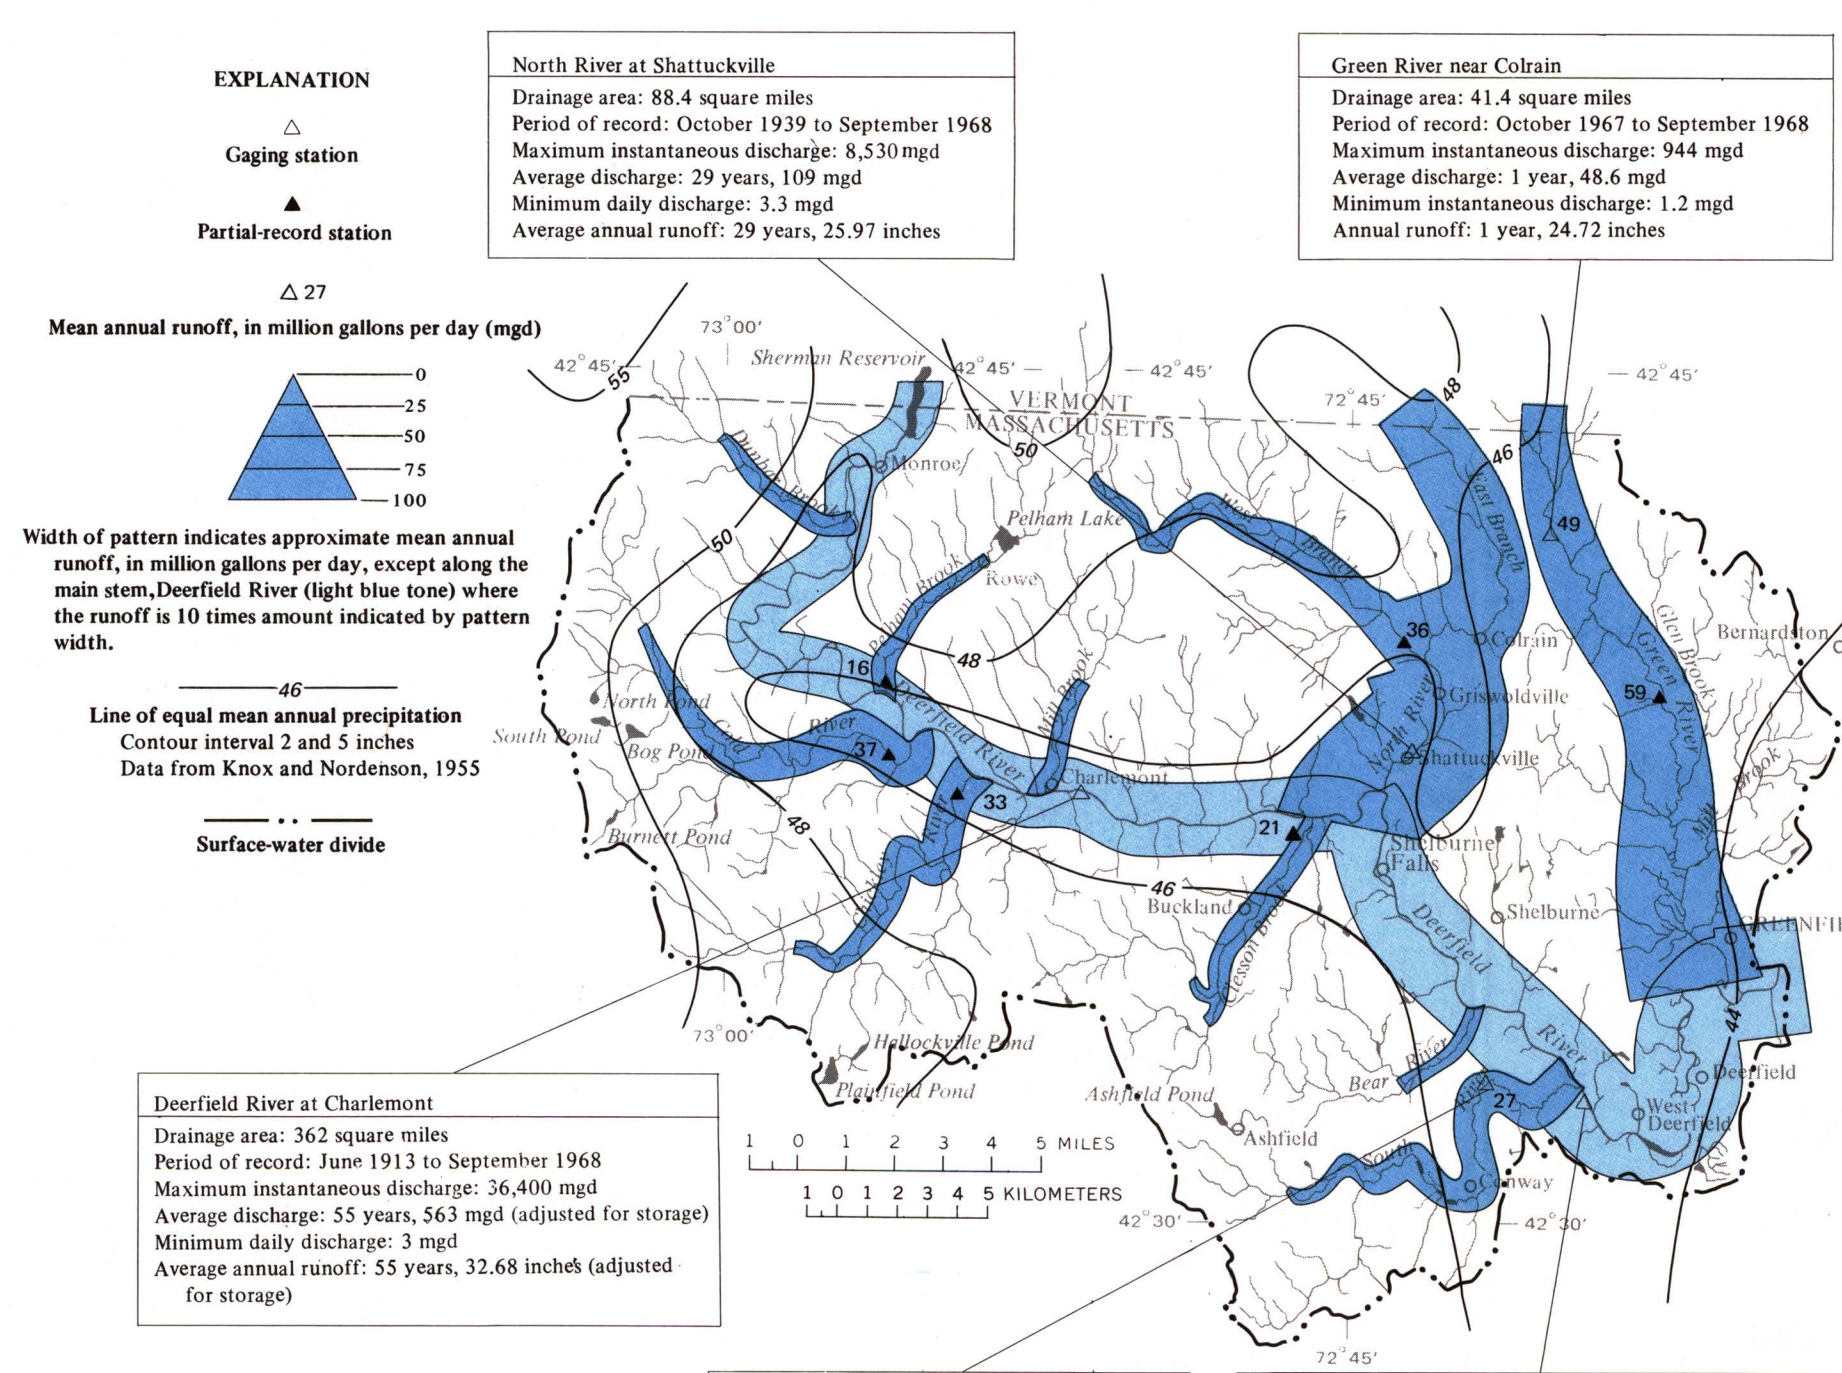 EXPLANATION
Gaging station
Partial-record station
27
Mean annual runoff, in million gallons per day (mgd)
0
25
50
75
100
Width of pattern indicates approximate mean annual
runoff, in million gallons per day, except along the
main stem, Deerfield River (light blue tone) where
the runoff is 10 times amount indicated by pattern
width.
46
Line of equal mean annual precipitation
Contour interval 2 and 5 inches
Data from Knox and Nordenson, 1955
Surface-water divide
North River at Shattuckville
Drainage area: 88.4 square miles
Period of record: October 1939 to September 1968
Maximum instantaneous discharge: 8,530 mgd
Average discharge: 29 years, 109 mgd
Minimum daily discharge: 3.3 mgd
Average annual runoff: 29 years, 25.97 inches
Green River near Colrain
Drainage area: 41.4 square miles
Period of record: October 1967 to September 1968
Maximum instantaneous discharge: 944 mgd
Average discharge: 1 year, 48.6 mgd
Minimum instantaneous discharge: 1.2 mgd
Annual runoff: 1 year, 24.72 inches
73°00'
42°45'
55
Sherman Reservoir
42°45'
42°45'
42°45'
VERMONT
MASSACHUSETTS
72°45'
48
50
46
Monroe
Dunbar Brook
Pelham Lake
West Branch
East Branch
49
50
Rowe
Pelham Brook
36
Colrain
Glen Brook
Green River
Bernardston
48
16
59
North Pond
South Pond
Bog Pond
Cold River
37
Deerfield River
Mill Brook
Griswoldville
North River
Shattuckville
Charlemont
33
Mill Brook
Burnett Pond
48
21
Shelburne
Falls
46
Chickley River
Buckland
Clesson Brook
Shelburne
Deerfield River
GREENFIE
44
73°00'
Hallockville Pond
Plainfield Pond
Ashfield Pond
Ashfield
Bear River
Deerfield
West
Deerfield
27
South River
Conway
42°30'
42°30'
72°45'
1 0 1 2 3 4 5 MILES
1 0 1 2 3 4 5 KILOMETERS
Deerfield River at Charlemont
Drainage area: 362 square miles
Period of record: June 1913 to September 1968
Maximum instantaneous discharge: 36,400 mgd
Average discharge: 55 years, 563 mgd (adjusted for storage)
Minimum daily discharge: 3 mgd
Average annual runoff: 55 years, 32.68 inches (adjusted
for storage)